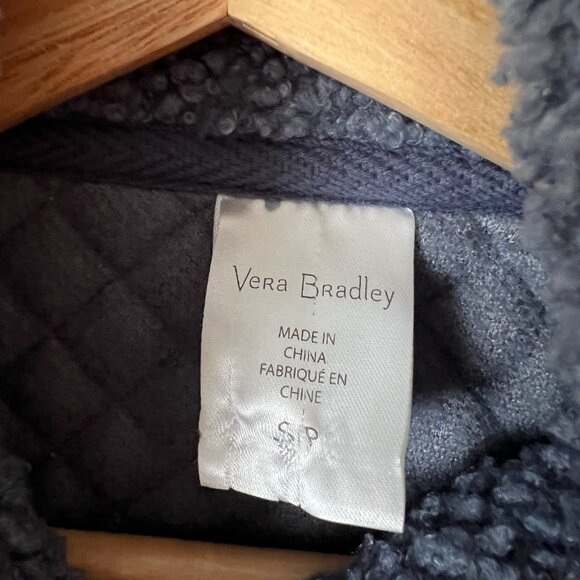 Vera Bradley
MADE IN
CHINA
FABRIQUÉ EN
CHINE
S P